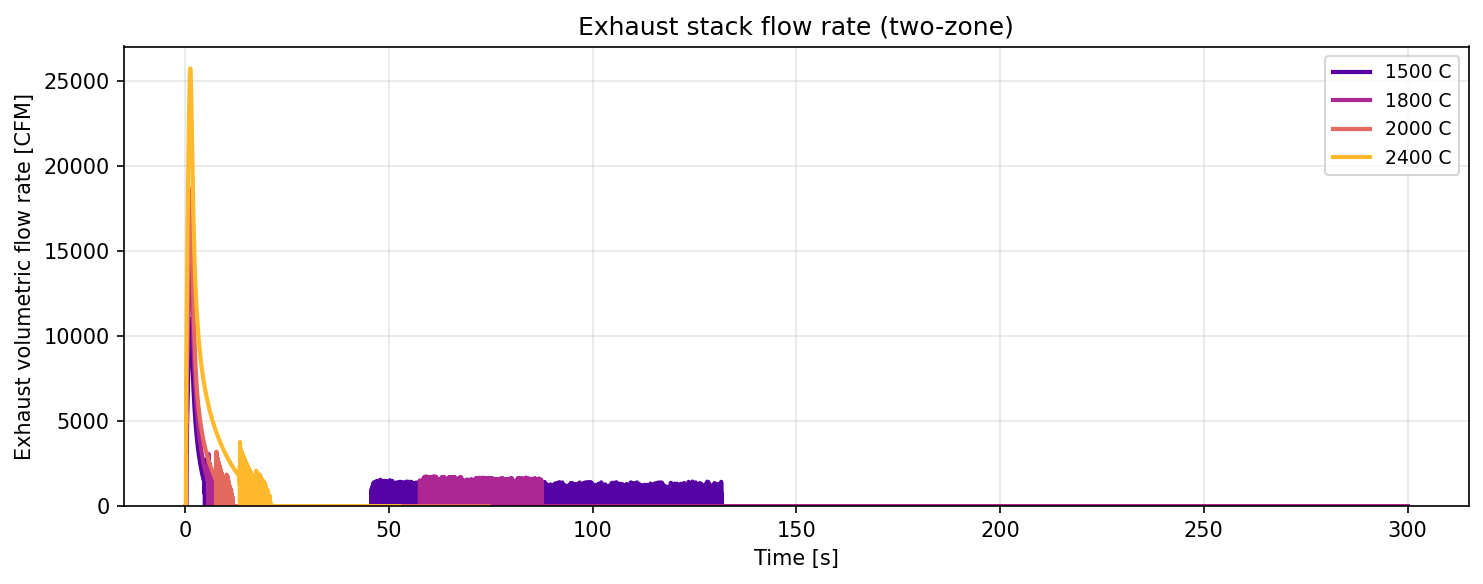 Exhaust stack flow rate (two-zone)
Exhaust volumetric flow rate [CFM]
25000
20000
15000
10000
5000
0
0 50 100 150 200 250 300
Time [s]
1500 C
1800 C
2000 C
2400 C